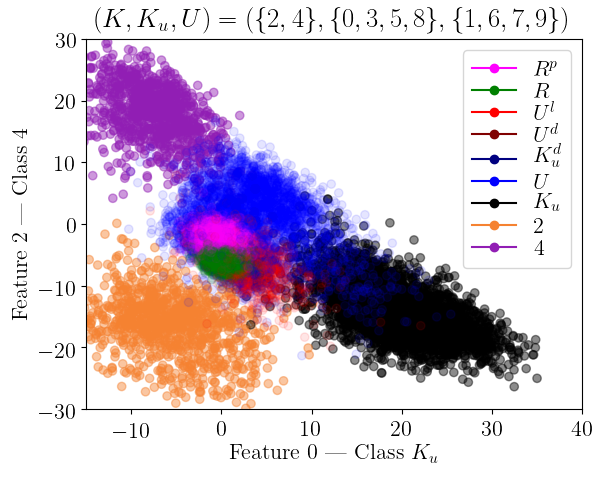 (K, K_u, U) = ({2, 4}, {0, 3, 5, 8}, {1, 6, 7, 9})
30
20
10
0
−10
−20
−30
−10
0
10
20
30
40
Feature 2 — Class 4
Feature 0 — Class K_u
R^p
R
U^l
U^d
K_u^d
U
K_u
2
4